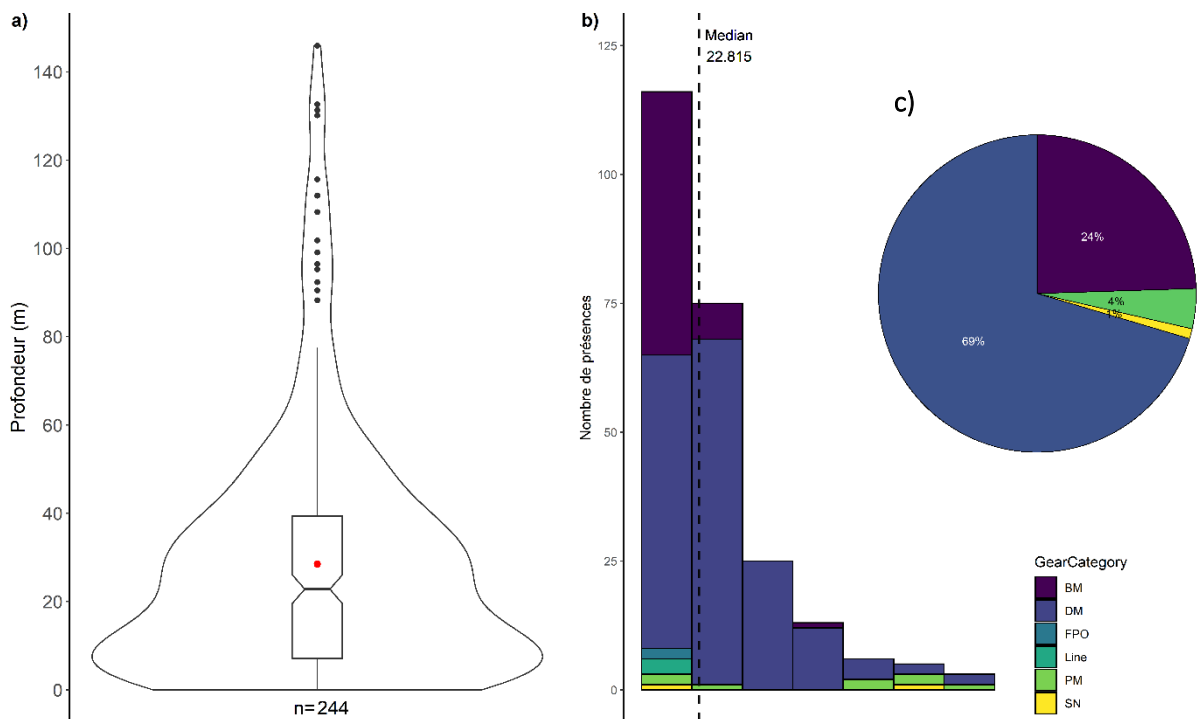 a)
Profondeur (m)
140
120
100
80
60
40
20
0
n=244
b)
Nombre de présences
125
100
75
50
25
0
Median
22.815
c)
24%
4%
1%
69%
GearCategory
BM
DM
FPO
Line
PM
SN